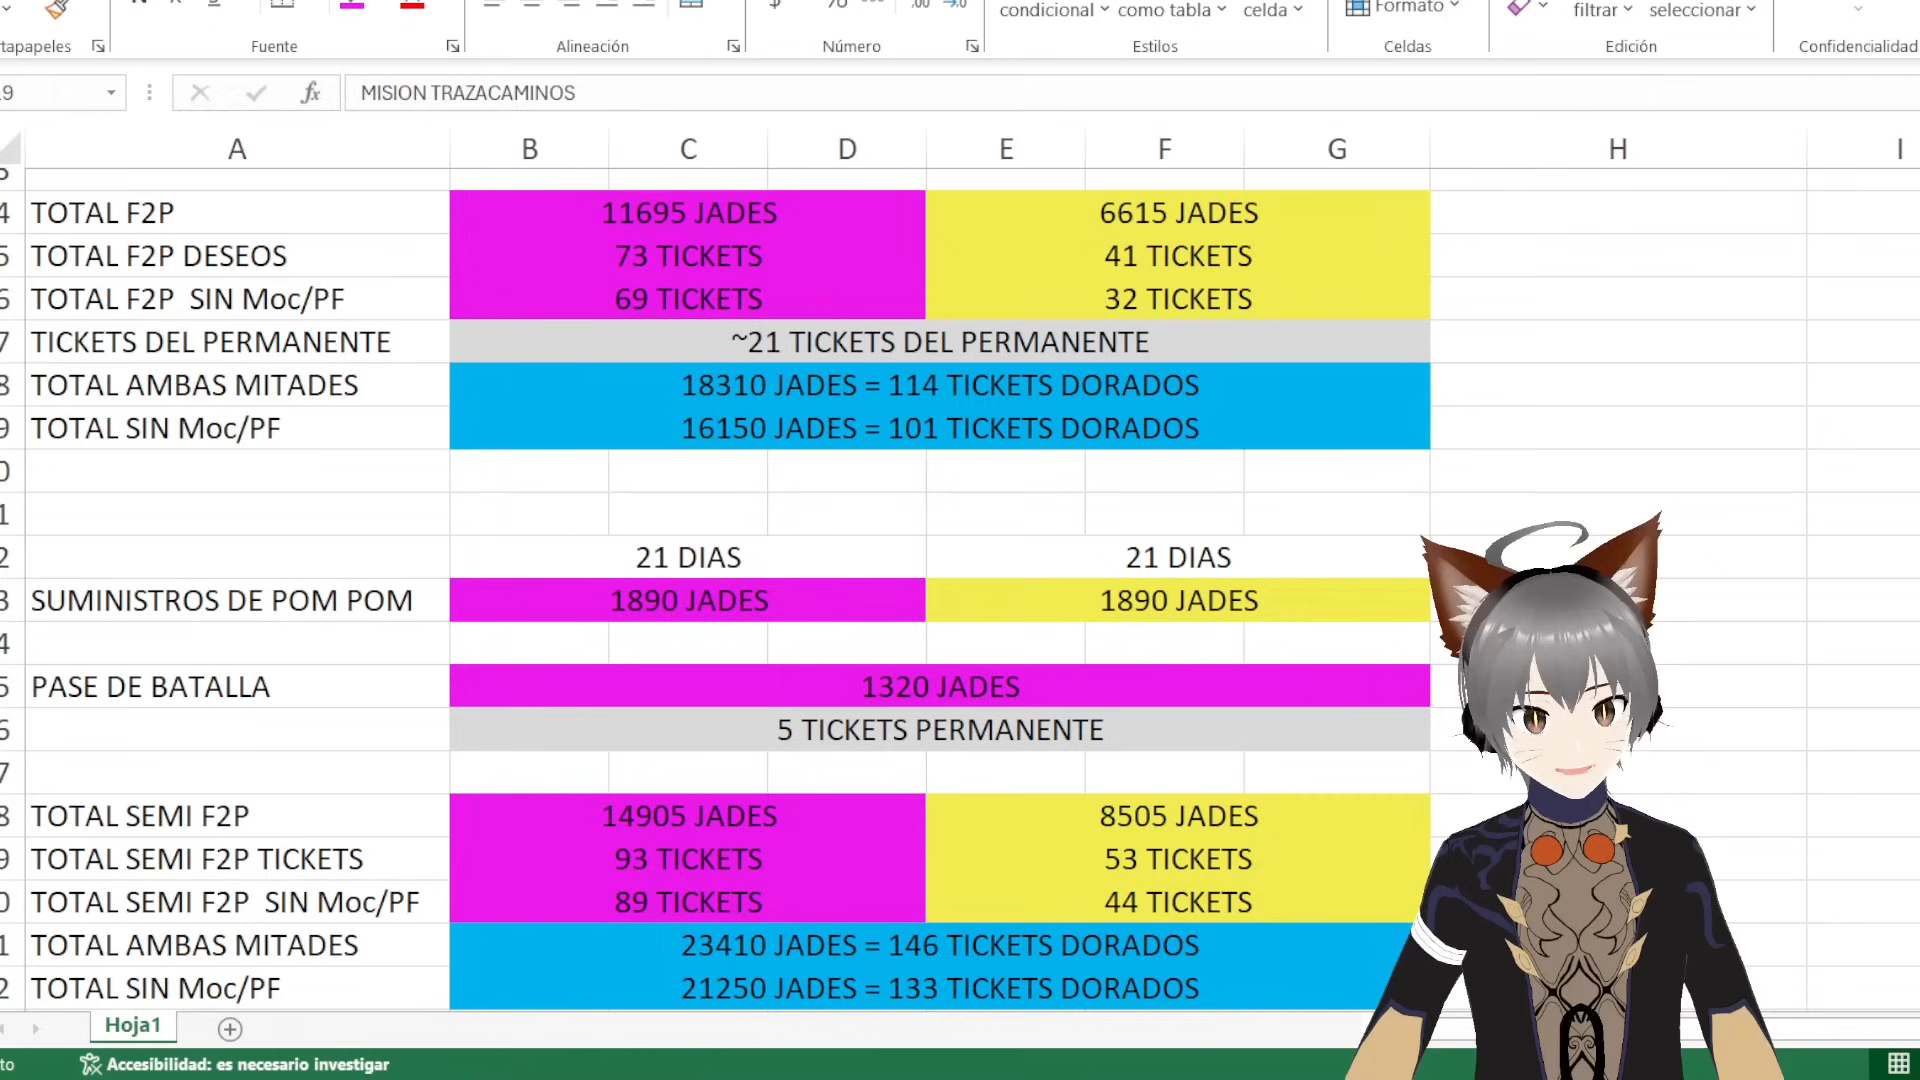 condicional como tabla celda Formato filtrar seleccionar
Fuente Alineación Número Estilos Celdas Edición Confidencialidad
fx MISION TRAZACAMINOS
A B C D E F G H I
TOTAL F2P 11695 JADES 6615 JADES
TOTAL F2P DESEOS 73 TICKETS 41 TICKETS
TOTAL F2P SIN Moc/PF 69 TICKETS 32 TICKETS
TICKETS DEL PERMANENTE ~21 TICKETS DEL PERMANENTE
TOTAL AMBAS MITADES 18310 JADES = 114 TICKETS DORADOS
TOTAL SIN Moc/PF 16150 JADES = 101 TICKETS DORADOS
21 DIAS 21 DIAS
SUMINISTROS DE POM POM 1890 JADES 1890 JADES
PASE DE BATALLA 1320 JADES
5 TICKETS PERMANENTE
TOTAL SEMI F2P 14905 JADES 8505 JADES
TOTAL SEMI F2P TICKETS 93 TICKETS 53 TICKETS
TOTAL SEMI F2P SIN Moc/PF 89 TICKETS 44 TICKETS
TOTAL AMBAS MITADES 23410 JADES = 146 TICKETS DORADOS
TOTAL SIN Moc/PF 21250 JADES = 133 TICKETS DORADOS
Hoja1
Accesibilidad: es necesario investigar